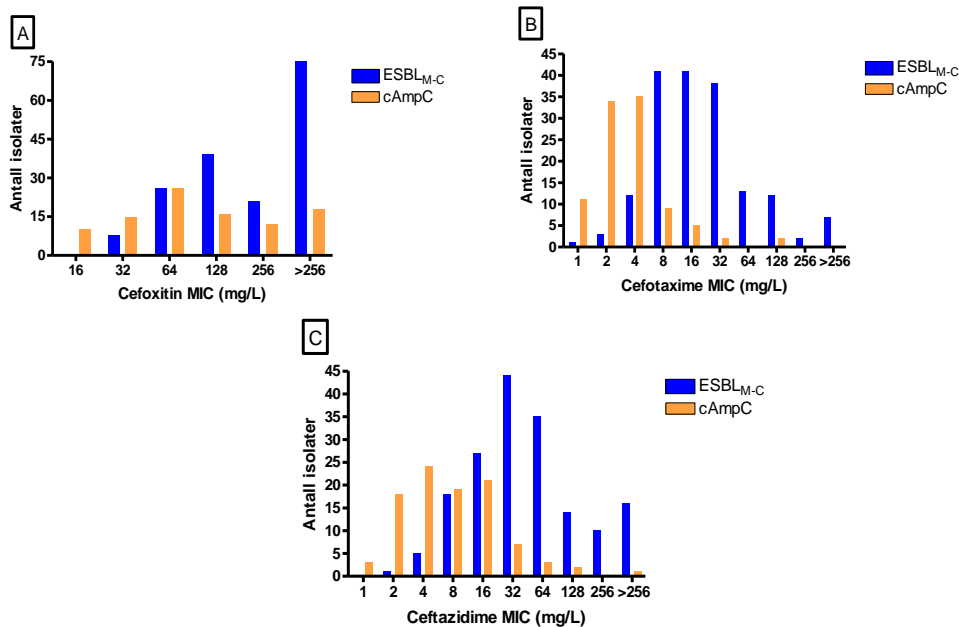 A
75
60
45
30
15
0
Antall isolater
16 32 64 128 256 >256
Cefoxitin MIC (mg/L)
ESBLM-C
cAmpC
B
45
40
35
30
25
20
15
10
5
0
Antall isolater
1 2 4 8 16 32 64 128 256 >256
Cefotaxime MIC (mg/L)
ESBLM-C
cAmpC
C
45
40
35
30
25
20
15
10
5
0
Antall isolater
1 2 4 8 16 32 64 128 256 >256
Ceftazidime MIC (mg/L)
ESBLM-C
cAmpC